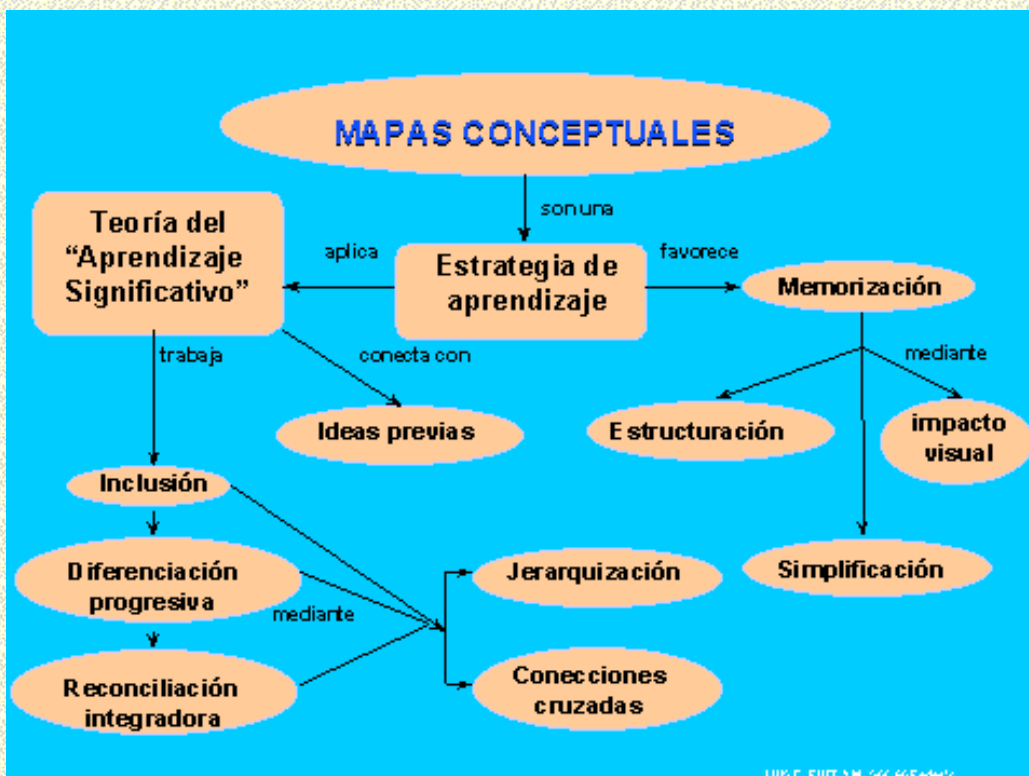 MAPAS CONCEPTUALES
son una
Teoría del
“Aprendizaje
Significativo”
aplica
Estrategia de
aprendizaje
favorece
Memorización
trabaja
conecta con
mediante
Ideas previas
Estructuración
impacto
visual
Inclusión
Diferenciación
progresiva
mediante
Jerarquización
Simplificación
Reconciliación
integradora
Conecciones
cruzadas